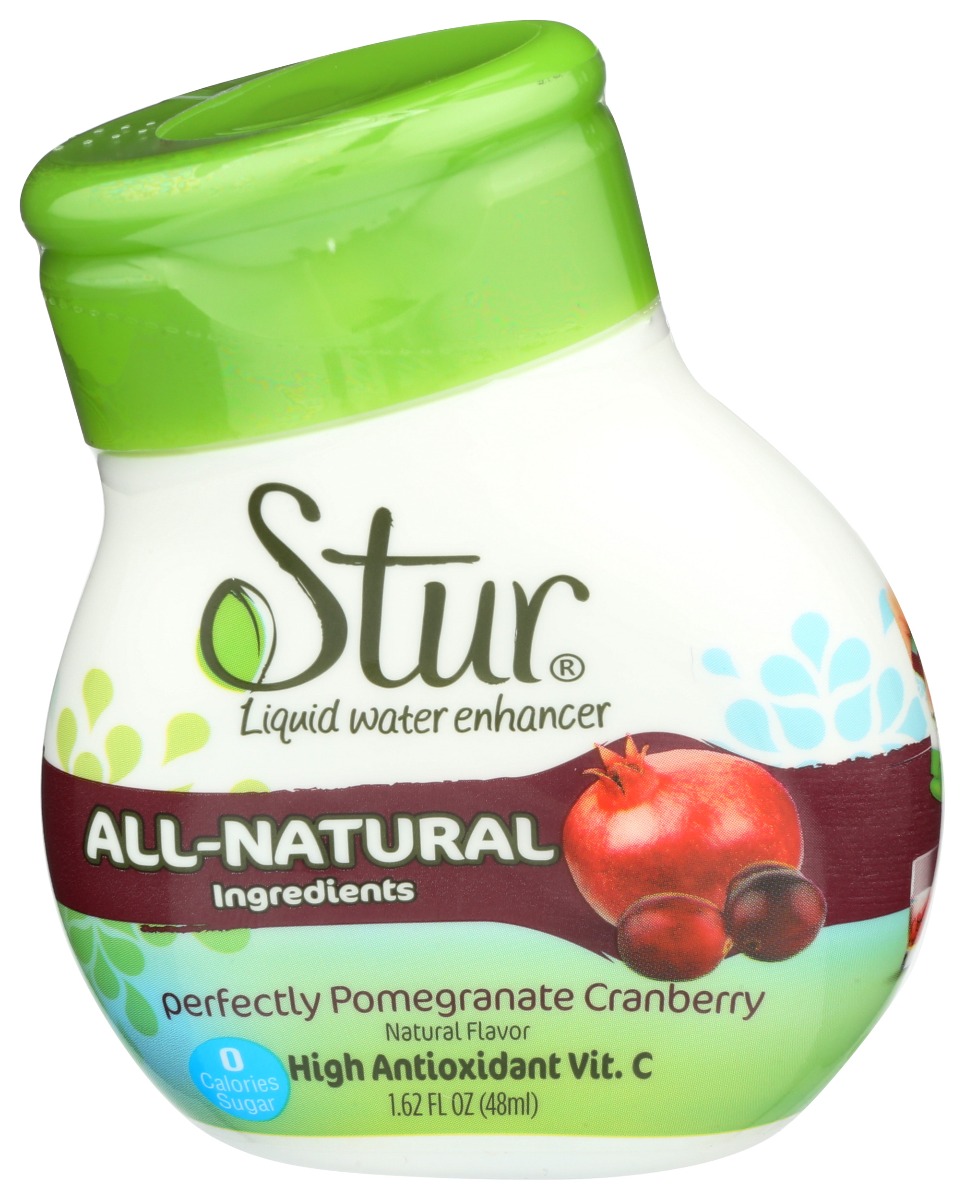 Stur®
Liquid water enhancer
ALL-NATURAL
Ingredients
perfectly Pomegranate Cranberry
Natural Flavor
High Antioxidant Vit. C
0
Calories
Sugar
1.62 FL OZ (48ml)